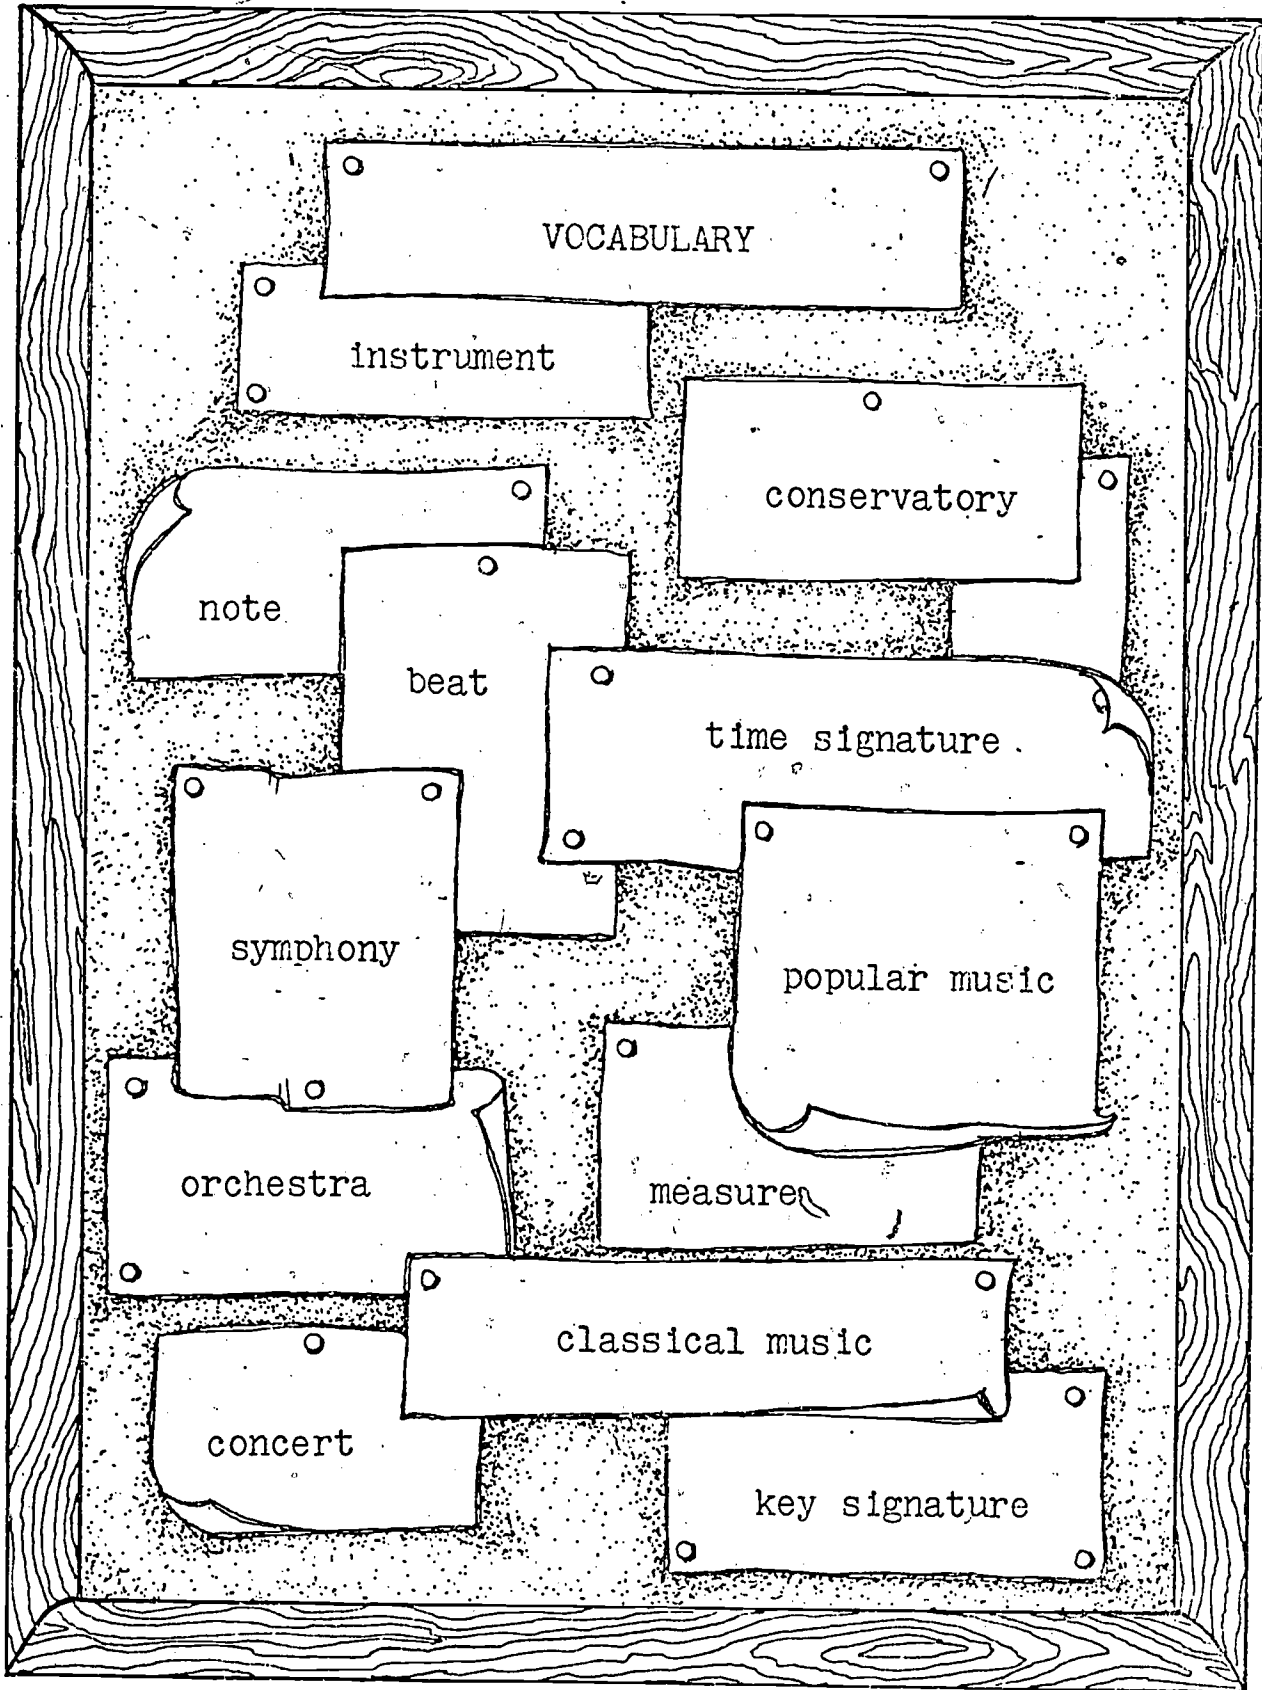 VOCABULARY
instrument
conservatory
note
beat
time signature
symphony
popular music
orchestra
measure
classical music
concert
key signature